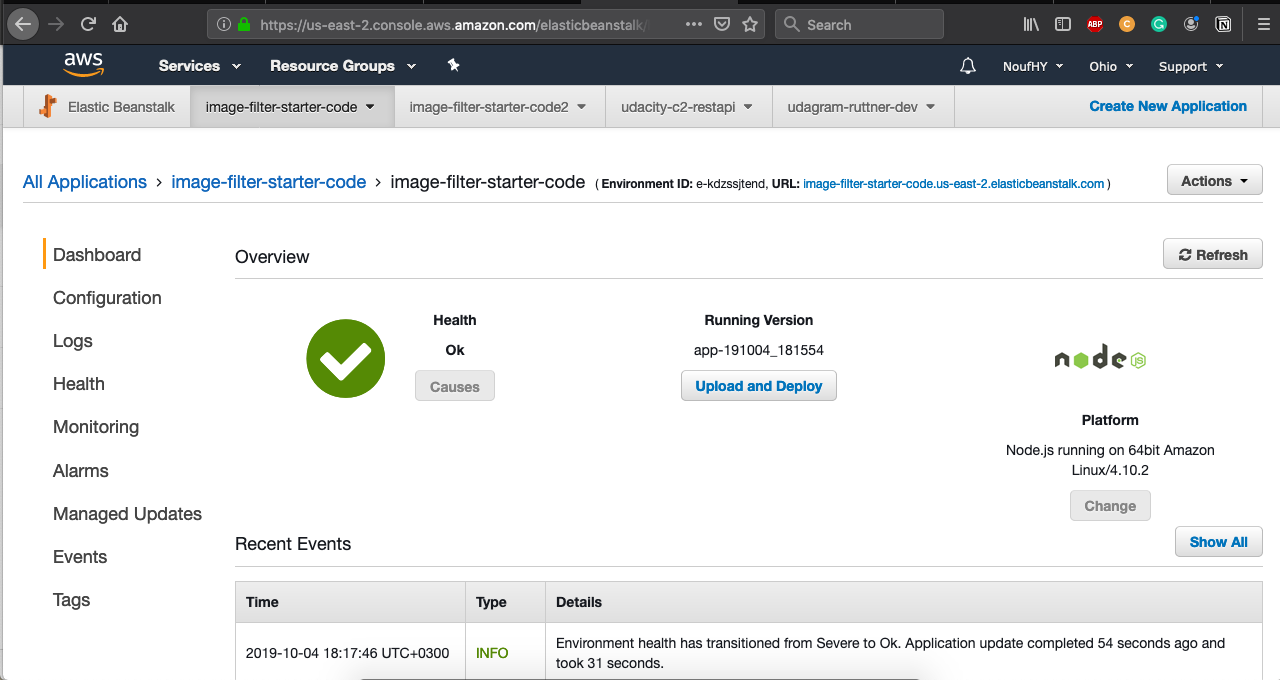 https://us-east-2.console.aws.amazon.com/elasticbeanstalk/
Search
ABP
C
G
N
aws
Services
Resource Groups
NoufHY
Ohio
Support
Elastic Beanstalk
image-filter-starter-code
image-filter-starter-code2
udacity-c2-restapi
udagram-ruttner-dev
Create New Application
All Applications › image-filter-starter-code › image-filter-starter-code ( Environment ID: e-kdzssjtend, URL: image-filter-starter-code.us-east-2.elasticbeanstalk.com )
Actions
Dashboard
Configuration
Logs
Health
Monitoring
Alarms
Managed Updates
Events
Tags
Overview
Refresh
Health
Ok
Causes
Running Version
app-191004_181554
Upload and Deploy
node
JS
Platform
Node.js running on 64bit Amazon
Linux/4.10.2
Change
Recent Events
Show All
Time
Type
Details
2019-10-04 18:17:46 UTC+0300
INFO
Environment health has transitioned from Severe to Ok. Application update completed 54 seconds ago and
took 31 seconds.